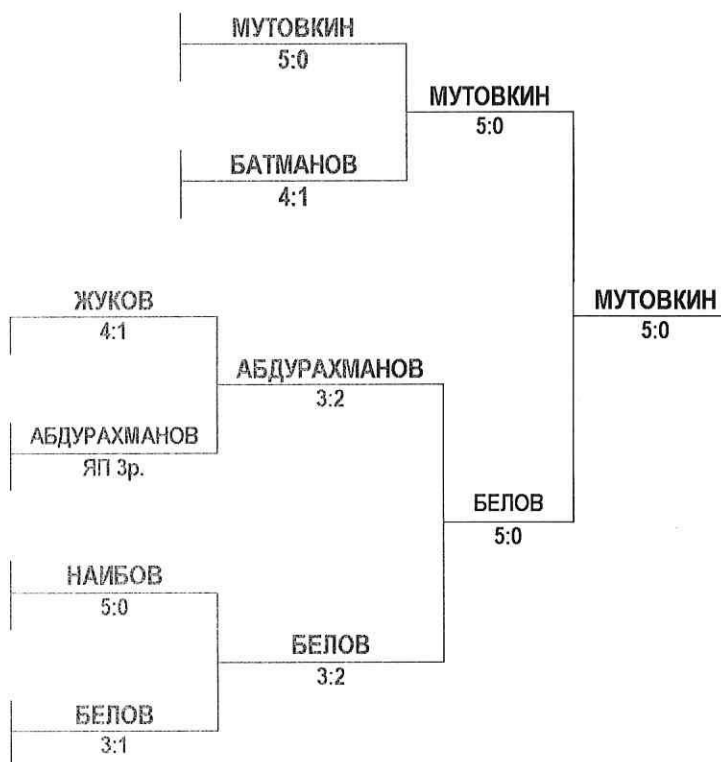 МУТОВКИН
5:0
МУТОВКИН
5:0
БАТМАНОВ
4:1
ЖУКОВ
4:1
МУТОВКИН
5:0
АБДУРАХМАНОВ
3:2
АБДУРАХМАНОВ
ЯП 3р.
БЕЛОВ
5:0
НАИБОВ
5:0
БЕЛОВ
3:2
БЕЛОВ
3:1